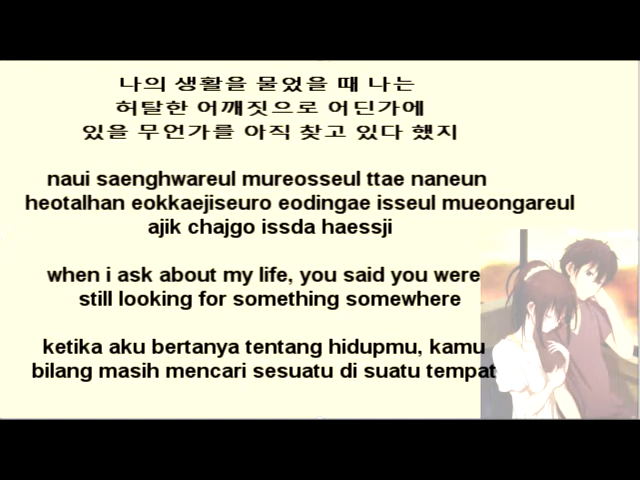 나의 생활을 물었을 때 나는
허탈한 어깨짓으로 어딘가에
있을 무언가를 아직 찾고 있다 했지
naui saenghwareul mureosseul ttae naneun
heotalhan eokkaejiseuro eodingae isseul mueongareul
ajik chajgo issda haessji
when i ask about my life, you said you were
still looking for something somewhere
ketika aku bertanya tentang hidupmu, kamu
bilang masih mencari sesuatu di suatu tempat